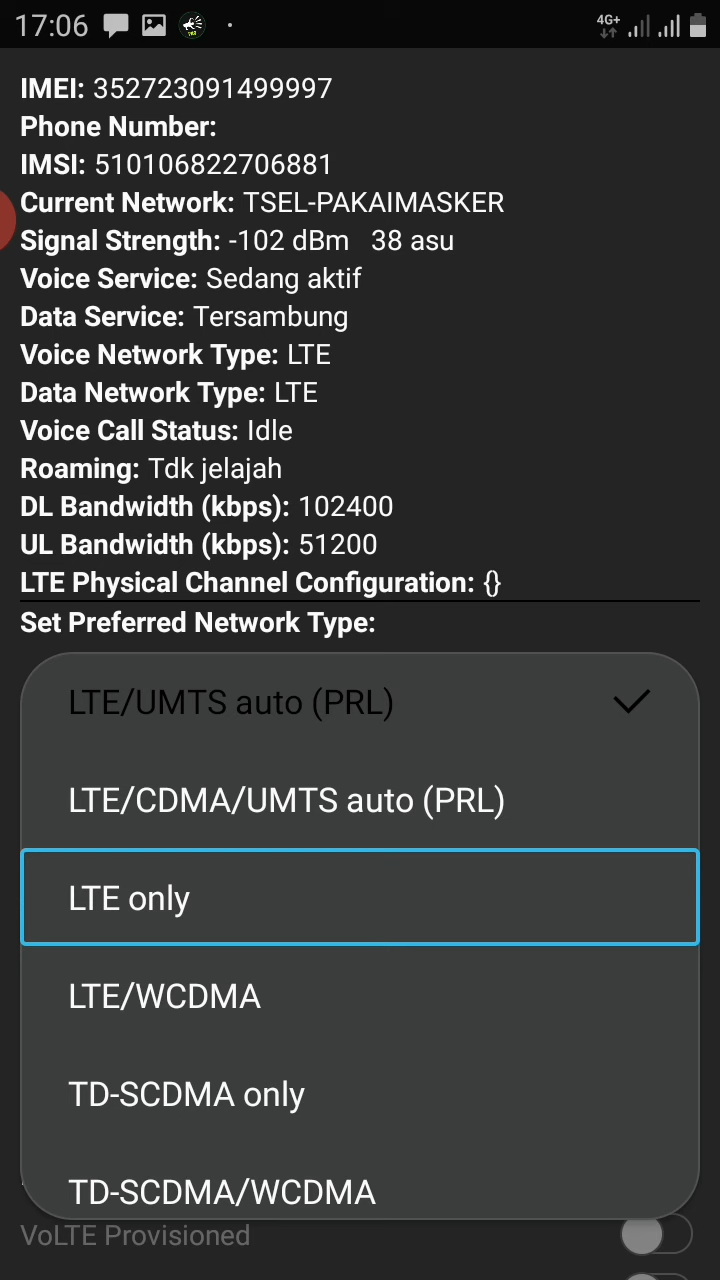 17:06 4G+
IMEI: 352723091499997
Phone Number:
IMSI: 510106822706881
Current Network: TSEL-PAKAIMASKER
Signal Strength: -102 dBm 38 asu
Voice Service: Sedang aktif
Data Service: Tersambung
Voice Network Type: LTE
Data Network Type: LTE
Voice Call Status: Idle
Roaming: Tdk jelajah
DL Bandwidth (kbps): 102400
UL Bandwidth (kbps): 51200
LTE Physical Channel Configuration: {}
Set Preferred Network Type:
LTE/UMTS auto (PRL)
LTE/CDMA/UMTS auto (PRL)
LTE only
LTE/WCDMA
TD-SCDMA only
TD-SCDMA/WCDMA
VoLTE Provisioned